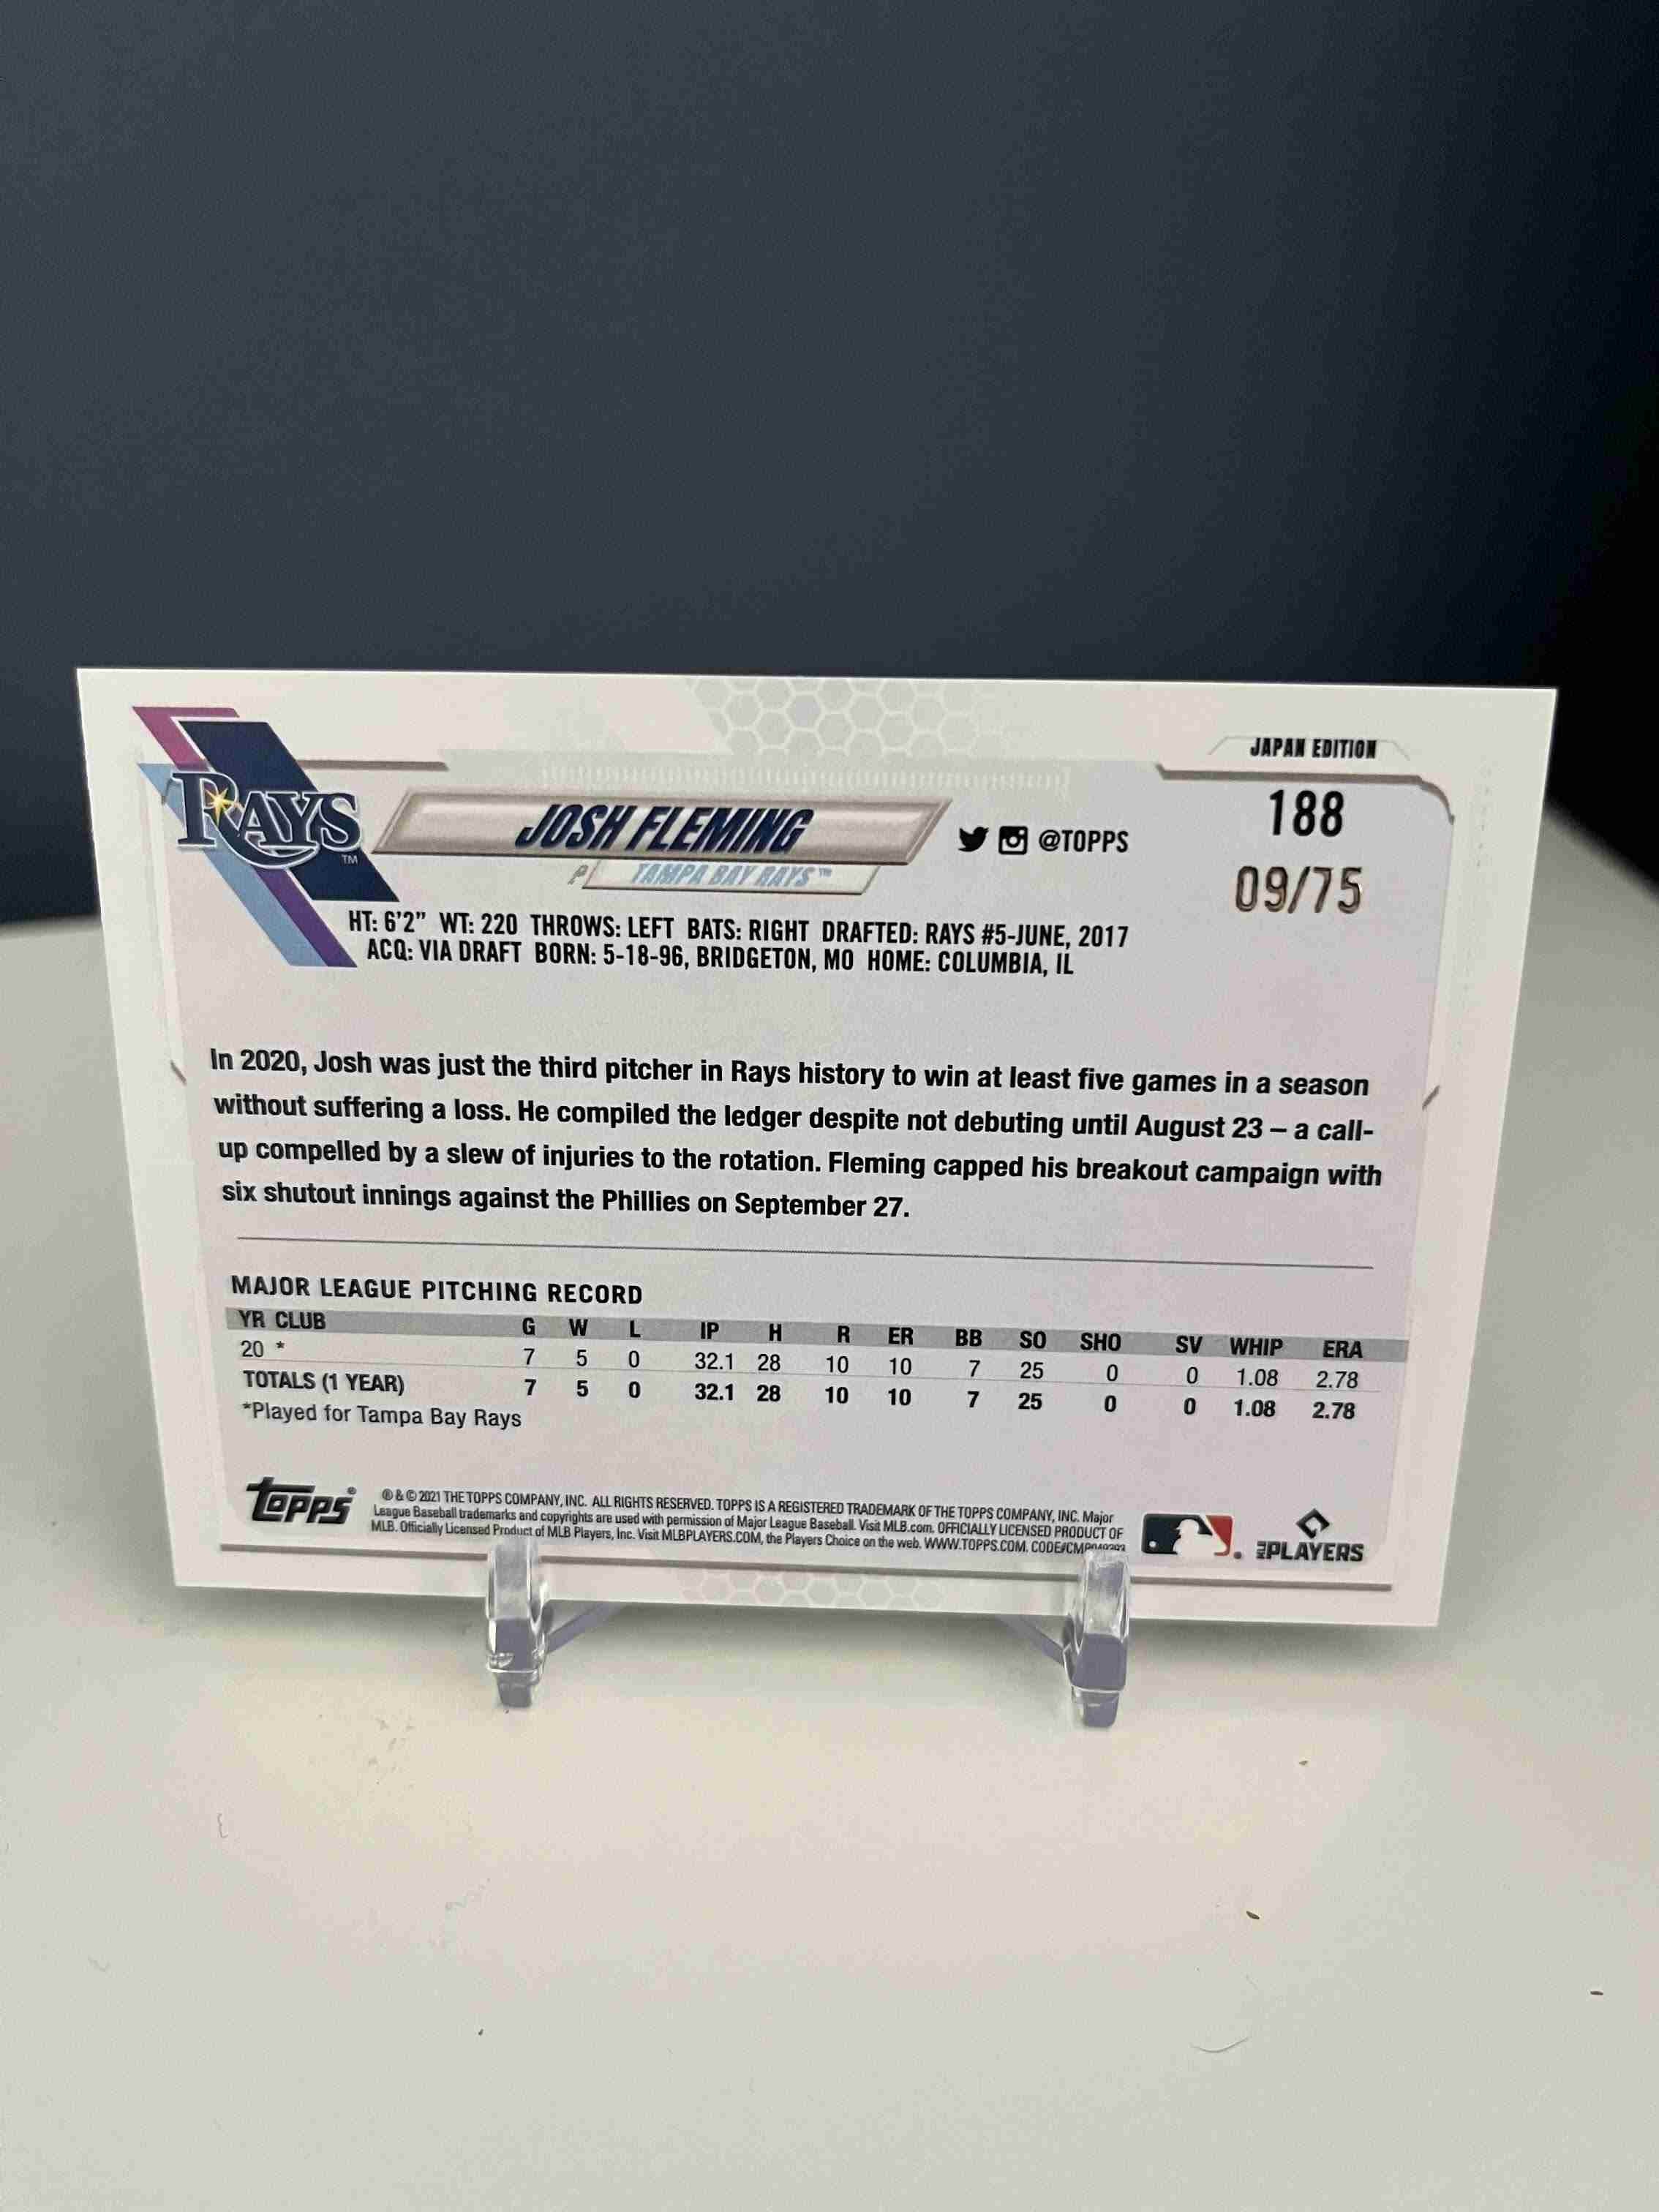 JAPAN EDITION
RAYS™
JOSH FLEMING
@TOPPS
188
P/ TAMPA BAY RAYS™
09/75
HT: 6'2" WT: 220 THROWS: LEFT BATS: RIGHT DRAFTED: RAYS #5-JUNE, 2017
ACQ: VIA DRAFT BORN: 5-18-96, BRIDGETON, MO HOME: COLUMBIA, IL
In 2020, Josh was just the third pitcher in Rays history to win at least five games in a season
without suffering a loss. He compiled the ledger despite not debuting until August 23 – a call-
up compelled by a slew of injuries to the rotation. Fleming capped his breakout campaign with
six shutout innings against the Phillies on September 27.
MAJOR LEAGUE PITCHING RECORD
YR CLUB G W L IP H R ER BB SO SHO SV WHIP ERA
20 * 7 5 0 32.1 28 10 10 7 25 0 0 1.08 2.78
TOTALS (1 YEAR) 7 5 0 32.1 28 10 10 7 25 0 0 1.08 2.78
*Played for Tampa Bay Rays
topps®
® & © 2021 THE TOPPS COMPANY, INC. ALL RIGHTS RESERVED. TOPPS IS A REGISTERED TRADEMARK OF THE TOPPS COMPANY, INC. Major
League Baseball trademarks and copyrights are used with permission of Major League Baseball. Visit MLB.com. OFFICIALLY LICENSED PRODUCT OF
MLB. Officially Licensed Product of MLB Players, Inc. Visit MLBPLAYERS.COM, the Players Choice on the web. WWW.TOPPS.COM.
PLAYERS